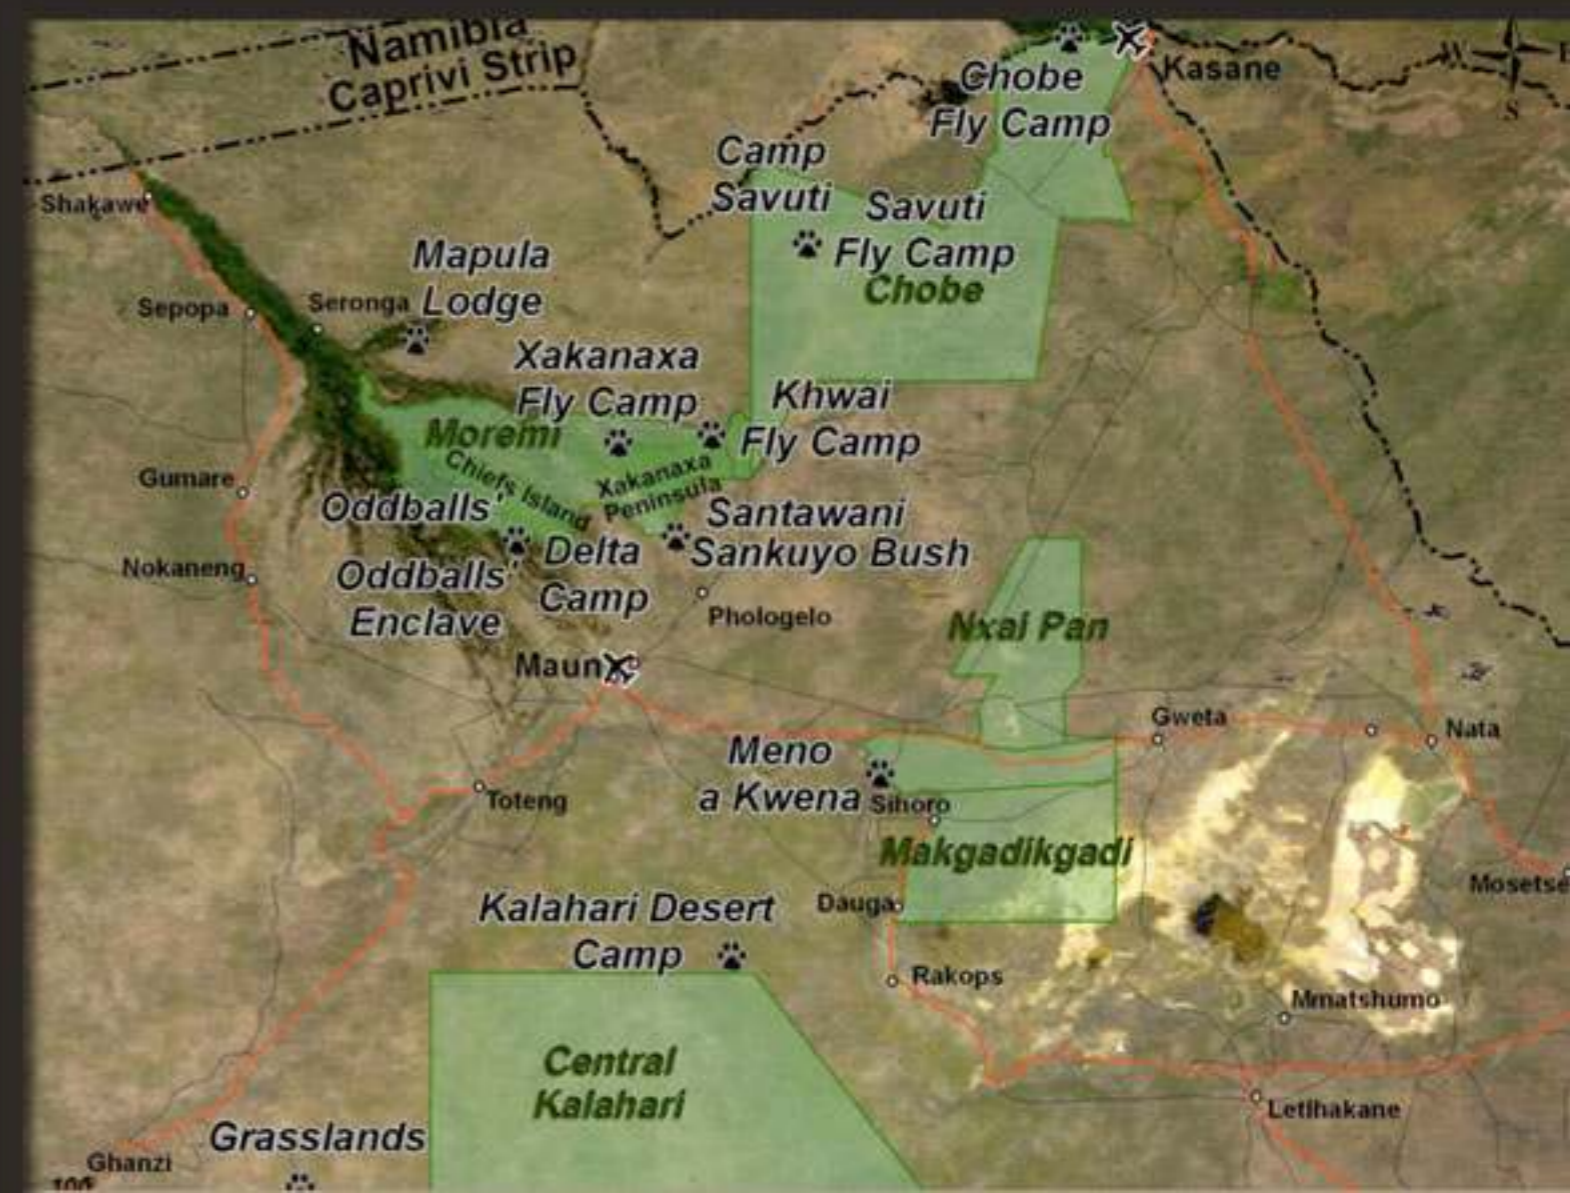 Namibia
Caprivi Strip
W
E
S
Kasane
Chobe
Fly Camp
Camp
Savuti
Savuti
Fly Camp
Chobe
Shakawe
Mapula
Lodge
Seronga
Sepopa
Xakanaxa
Fly Camp
Khwai
Fly Camp
Moremi
Chiefs Island
Xakanaxa
Peninsula
Gumare
Oddballs'
Santawani
Sankuyo Bush
Delta
Camp
Nokaneng
Oddballs'
Enclave
Phologelo
Nxai Pan
Maun
Gweta
Nata
Meno
a Kwena
Sihoro
Toteng
Makgadikgadi
Mosetse
Dauga
Kalahari Desert
Camp
Rakops
Mmatshumo
Central
Kalahari
Letlhakane
Grasslands
Ghanzi